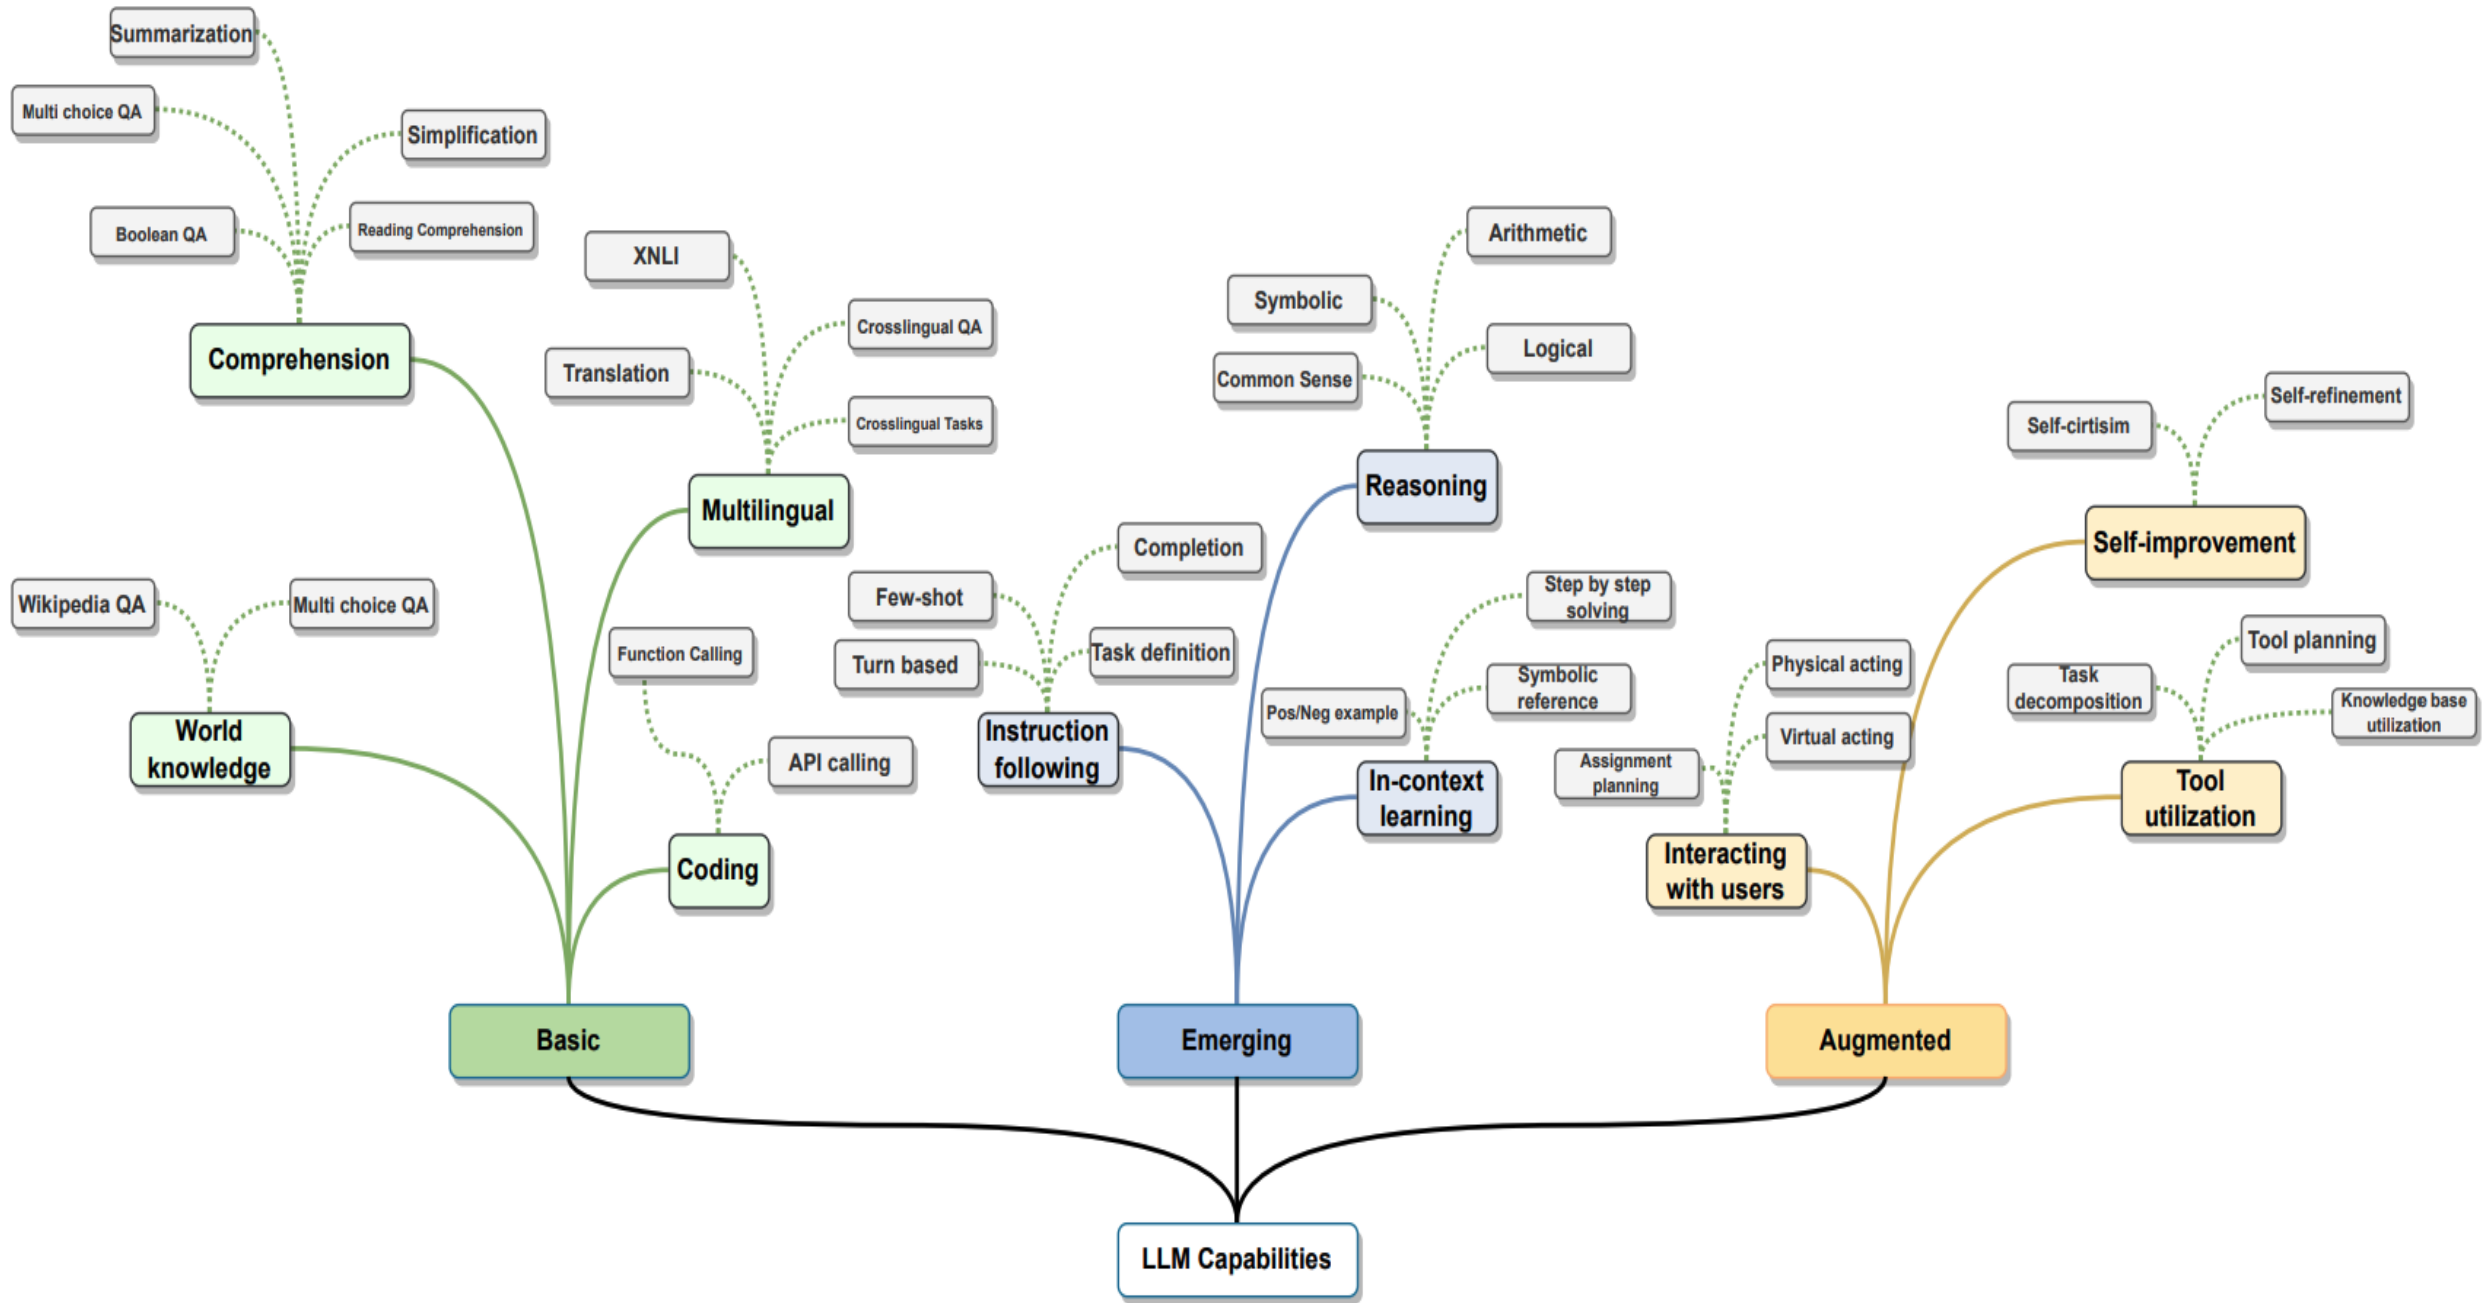 Summarization
Multi choice QA
Simplification
Boolean QA
Reading Comprehension
Comprehension
XNLI
Crosslingual QA
Translation
Crosslingual Tasks
Multilingual
Wikipedia QA
Multi choice QA
World
knowledge
Function Calling
API calling
Coding
Basic
Arithmetic
Symbolic
Logical
Common Sense
Reasoning
Completion
Few-shot
Turn based
Task definition
Instruction
following
Step by step
solving
Symbolic
reference
Pos/Neg example
In-context
learning
Emerging
Self-refinement
Self-cirtisim
Self-improvement
Physical acting
Virtual acting
Assignment
planning
Interacting
with users
Tool planning
Task
decomposition
Knowledge base
utilization
Tool
utilization
Augmented
LLM Capabilities